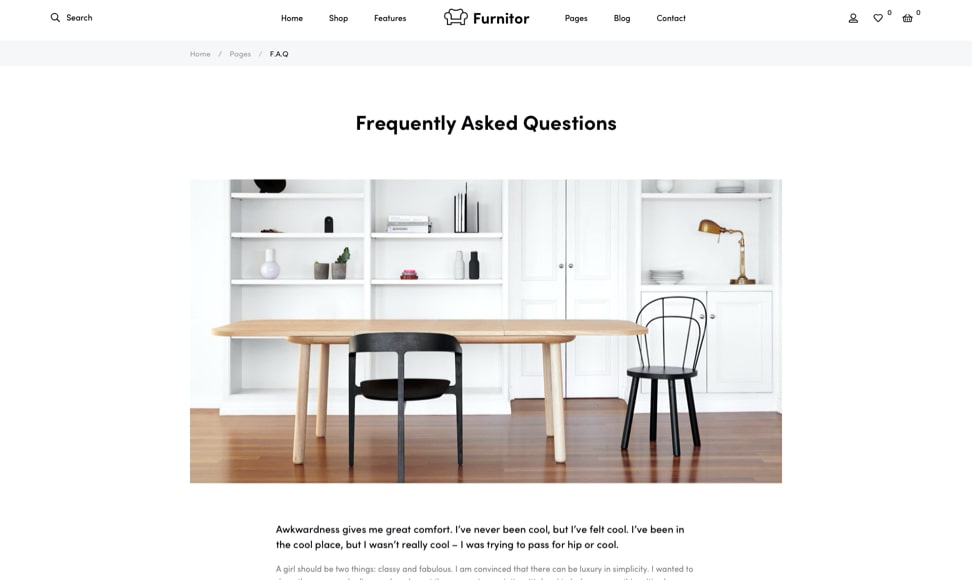 Search
Home
Shop
Features
Furnitor
Pages
Blog
Contact
0
0
Home / Pages / F.A.Q
Frequently Asked Questions
Awkwardness gives me great comfort. I've never been cool, but I've felt cool. I've been in
the cool place, but I wasn't really cool – I was trying to pass for hip or cool.
A girl should be two things: classy and fabulous. I am convinced that there can be luxury in simplicity. I wanted to